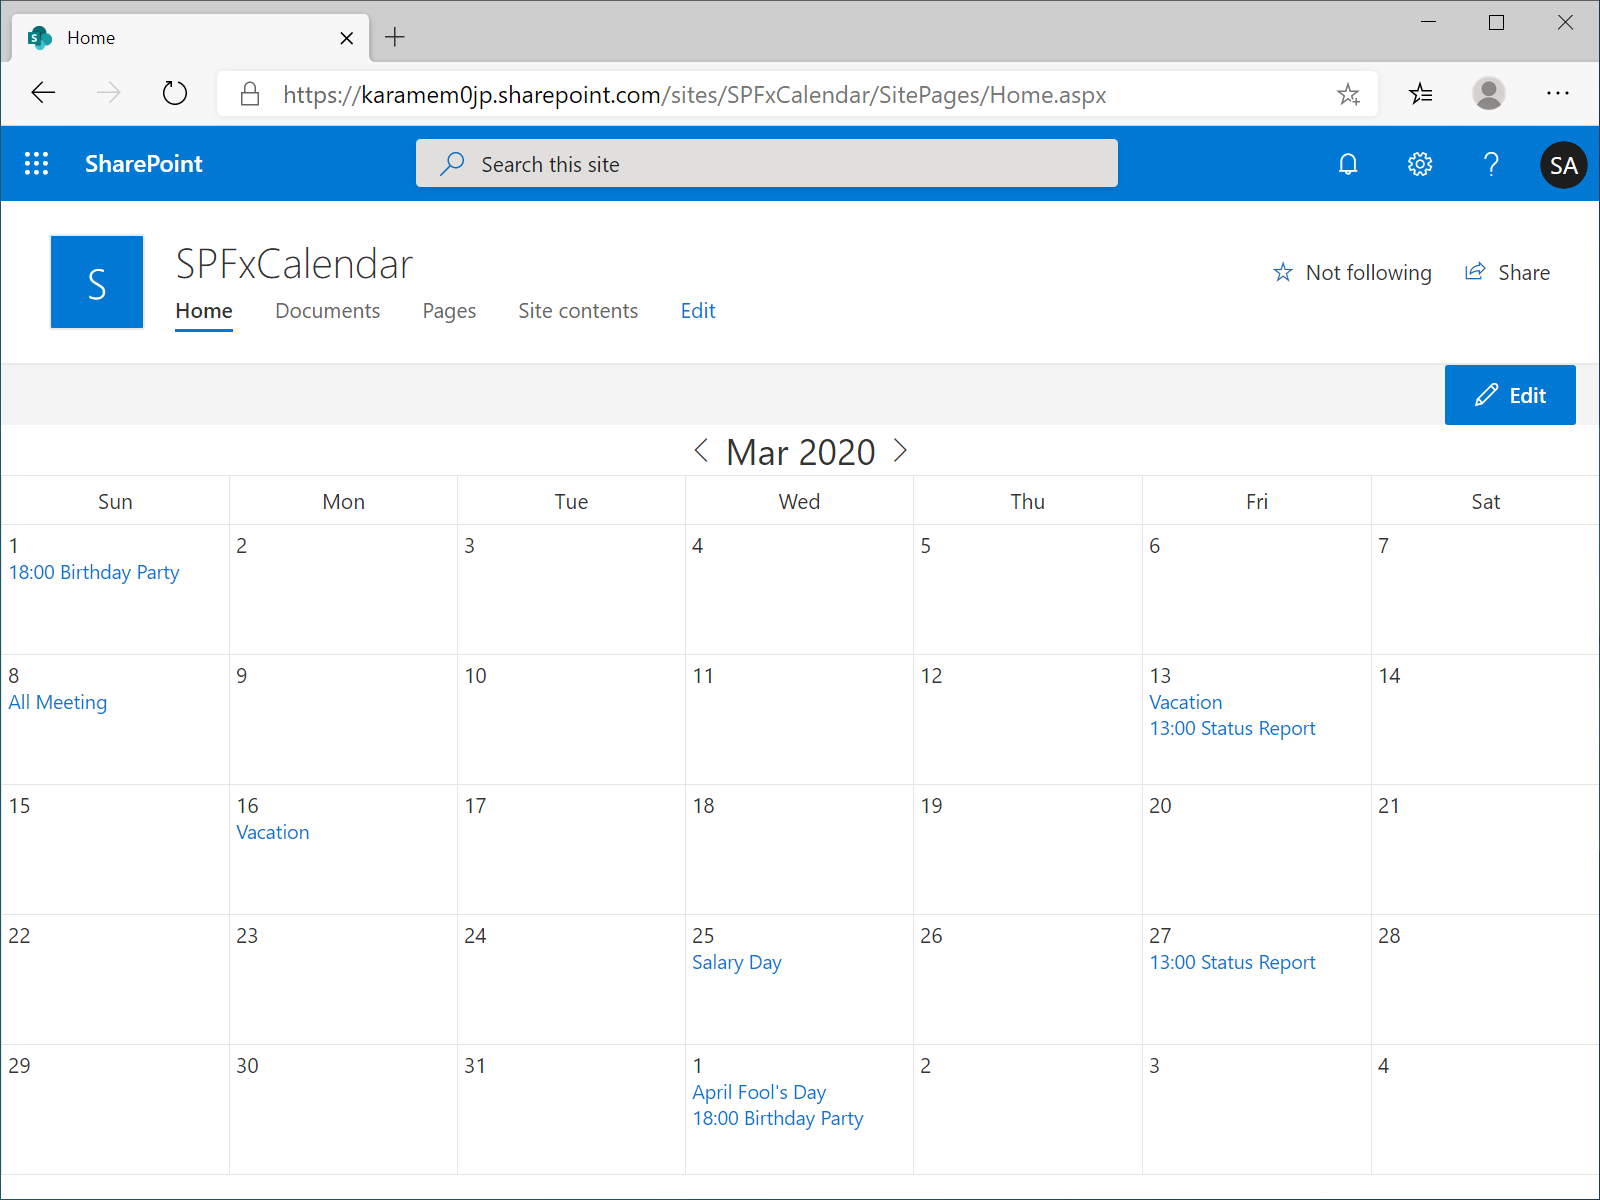 Home
https://karamem0jp.sharepoint.com/sites/SPFxCalendar/SitePages/Home.aspx
SharePoint
Search this site
?
SA
S
SPFxCalendar
Home Documents Pages Site contents Edit
Not following Share
Edit
Mar 2020
Sun Mon Tue Wed Thu Fri Sat
1 2 3 4 5 6 7
18:00 Birthday Party
8 9 10 11 12 13 14
All Meeting Vacation
13:00 Status Report
15 16 17 18 19 20 21
Vacation
22 23 24 25 26 27 28
Salary Day 13:00 Status Report
29 30 31 1 2 3 4
April Fool's Day
18:00 Birthday Party